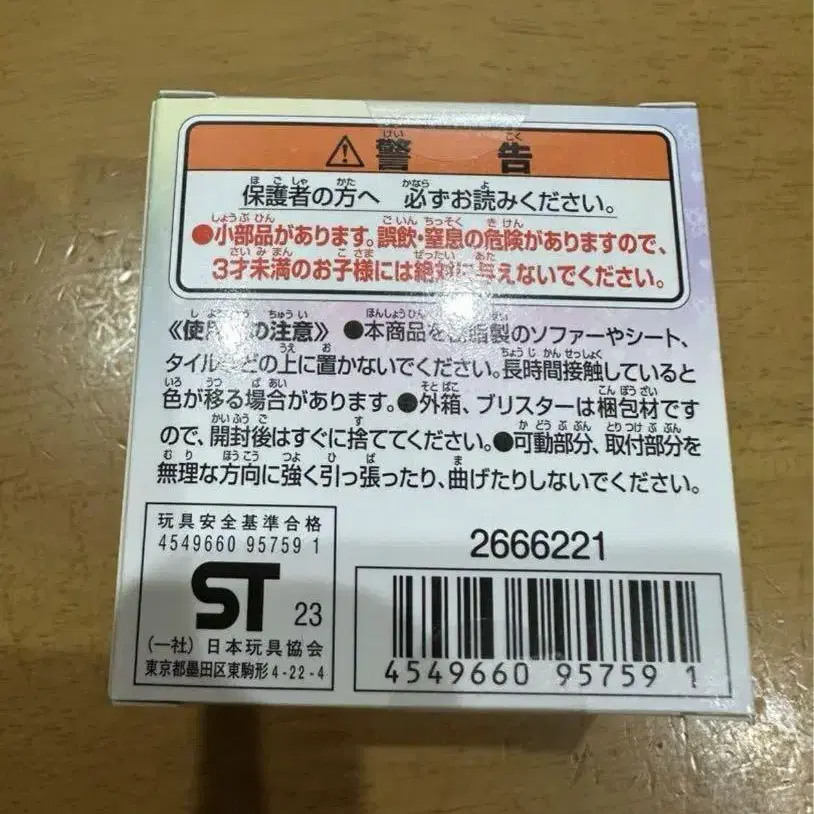 警告
保護者の方へ 必ずお読みください。
●小部品があります。誤飲・窒息の危険がありますので、
3才未満のお子様には絶対に与えないでください。
《使 の注意》 ●本商品を 脂製のソファーやシート、
タイル どの上に置かないでください。長時間接触していると
色が移る場合があります。●外箱、ブリスターは梱包材です
ので、開封後はすぐに捨ててください。●可動部分、取付部分を
無理な方向に強く引っ張ったり、曲げたりしないでください。
玩具安全基準合格
4549660 95759 1
ST 23
(一社) 日本玩具協会
東京都墨田区東駒形4-22-4
2666221
4549660 957591